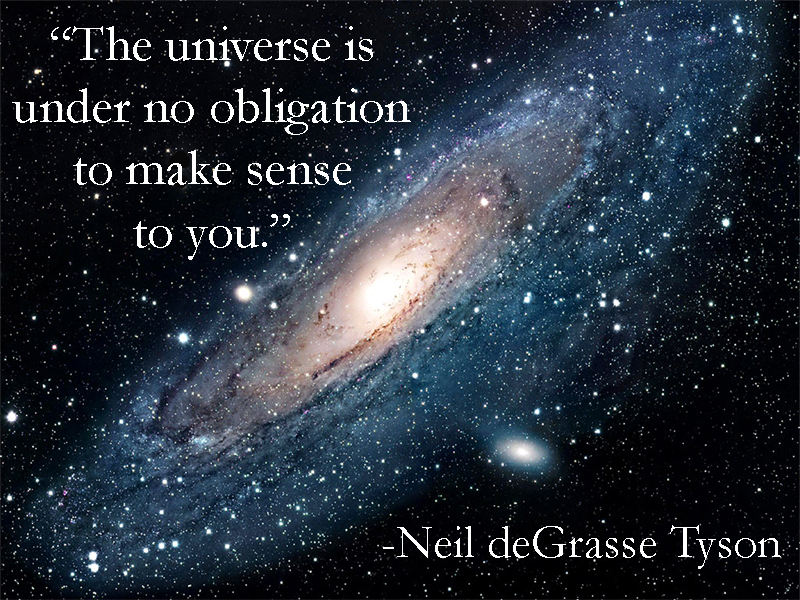 “The universe is
under no obligation
to make sense
to you.”
-Neil deGrasse Tyson